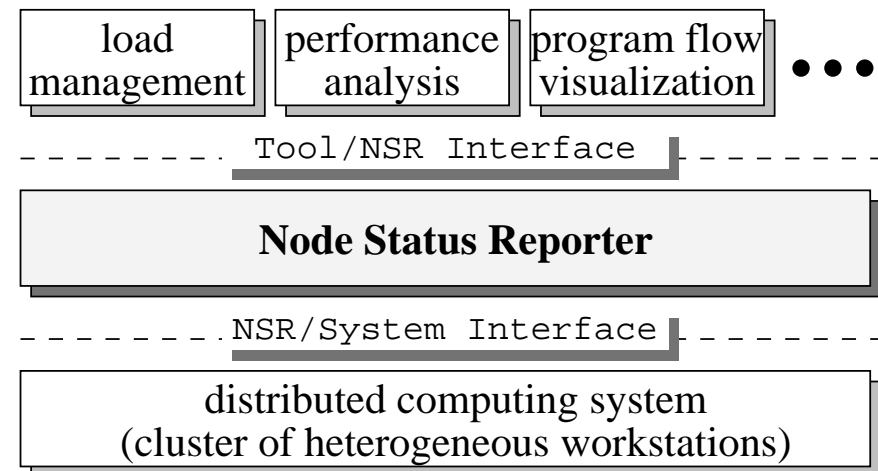 load
management
performance
analysis
program flow
visualization
Tool/NSR Interface
Node Status Reporter
NSR/System Interface
distributed computing system
(cluster of heterogeneous workstations)